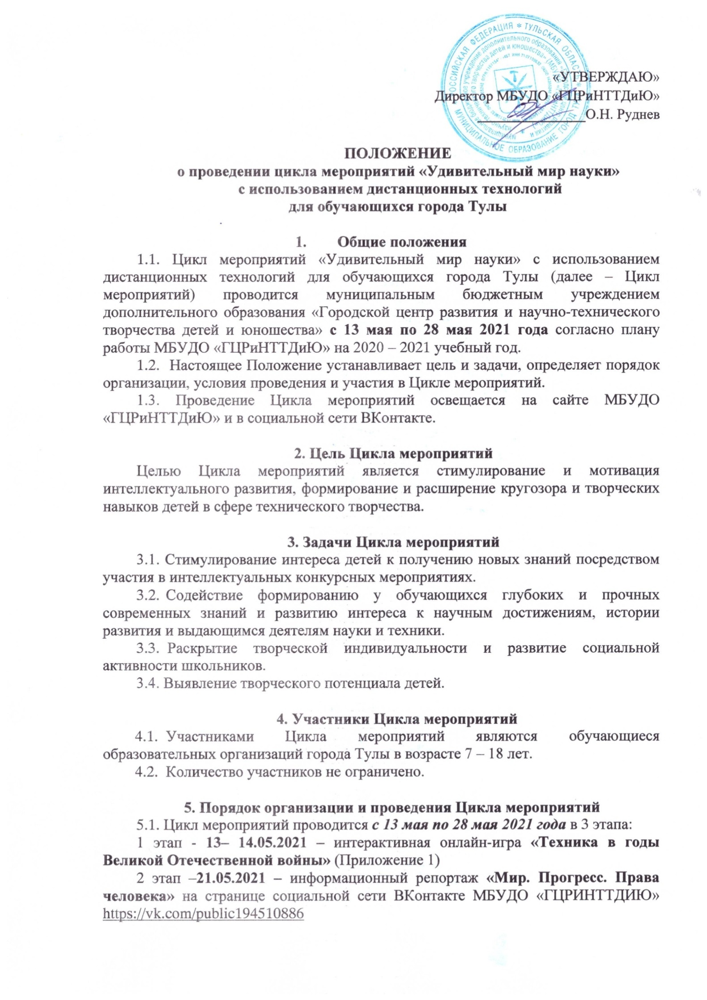 РОССИЙСКАЯ ФЕДЕРАЦИЯ * ТУЛЬСКАЯ ОБЛАСТЬ *
МУНИЦИПАЛЬНОЕ ОБРАЗОВАНИЕ ГОРОД ТУЛА
«УТВЕРЖДАЮ»
Директор МБУДО «ГЦРиНТТДиЮ»
О.Н. Руднев
ПОЛОЖЕНИЕ
о проведении цикла мероприятий «Удивительный мир науки»
с использованием дистанционных технологий
для обучающихся города Тулы
1. Общие положения
1.1. Цикл мероприятий «Удивительный мир науки» с использованием
дистанционных технологий для обучающихся города Тулы (далее – Цикл
мероприятий) проводится муниципальным бюджетным учреждением
дополнительного образования «Городской центр развития и научно-технического
творчества детей и юношества» с 13 мая по 28 мая 2021 года согласно плану
работы МБУДО «ГЦРиНТТДиЮ» на 2020 – 2021 учебный год.
1.2. Настоящее Положение устанавливает цель и задачи, определяет порядок
организации, условия проведения и участия в Цикле мероприятий.
1.3. Проведение Цикла мероприятий освещается на сайте МБУДО
«ГЦРиНТТДиЮ» и в социальной сети ВКонтакте.
2. Цель Цикла мероприятий
Целью Цикла мероприятий является стимулирование и мотивация
интеллектуального развития, формирование и расширение кругозора и творческих
навыков детей в сфере технического творчества.
3. Задачи Цикла мероприятий
3.1. Стимулирование интереса детей к получению новых знаний посредством
участия в интеллектуальных конкурсных мероприятиях.
3.2. Содействие формированию у обучающихся глубоких и прочных
современных знаний и развитию интереса к научным достижениям, истории
развития и выдающимся деятелям науки и техники.
3.3. Раскрытие творческой индивидуальности и развитие социальной
активности школьников.
3.4. Выявление творческого потенциала детей.
4. Участники Цикла мероприятий
4.1. Участниками Цикла мероприятий являются обучающиеся
образовательных организаций города Тулы в возрасте 7 – 18 лет.
4.2. Количество участников не ограничено.
5. Порядок организации и проведения Цикла мероприятий
5.1. Цикл мероприятий проводится с 13 мая по 28 мая 2021 года в 3 этапа:
1 этап - 13– 14.05.2021 – интерактивная онлайн-игра «Техника в годы
Великой Отечественной войны» (Приложение 1)
2 этап –21.05.2021 – информационный репортаж «Мир. Прогресс. Права
человека» на странице социальной сети ВКонтакте МБУДО «ГЦРИНТТДИЮ»
https://vk.com/public194510886